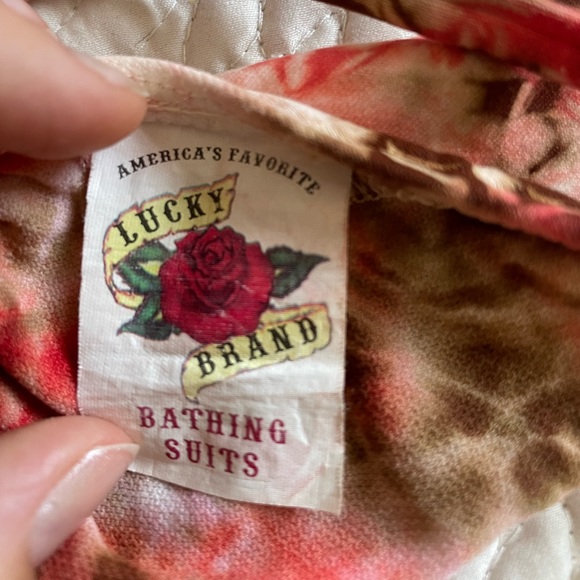 AMERICA'S FAVORITE
LUCKY
BRAND
BATHING
SUITS